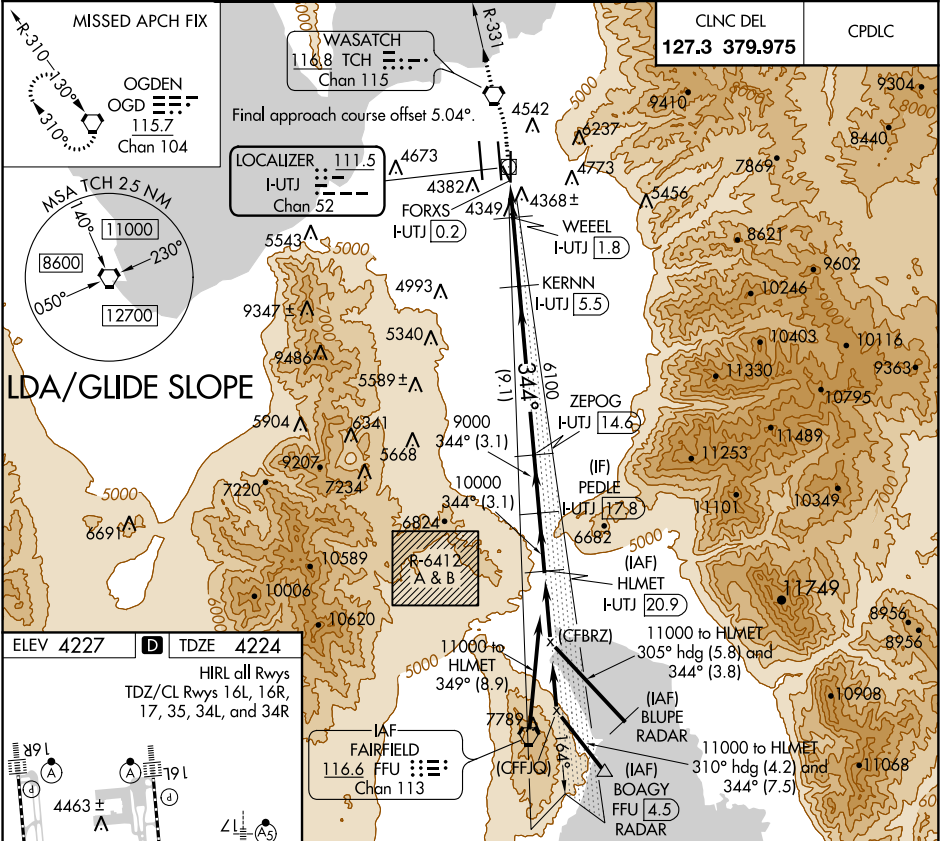 MISSED APCH FIX
R-310
130°
310°
OGDEN
OGD
115.7
Chan 104
WASATCH
116.8 TCH
Chan 115
R-331
CLNC DEL
127.3 379.975
CPDLC
Final approach course offset 5.04°.
LOCALIZER 111.5
I-UTJ
Chan 52
MSA TCH 25 NM
140°
11000
230°
8600
050°
12700
LDA/GLIDE SLOPE
9304
9410
8440
5000
4542
6237
7869
4673
4773
4382
5456
4349
4368±
FORXS
I-UTJ 0.2
WEEEL
I-UTJ 1.8
8621
5543
5000
9602
KERNN
I-UTJ 5.5
4993
10246
9347±
5340
10403
10116
9486
344°
(9.1)
6100
11330
9363
5589±
10795
ZEPOG
I-UTJ 14.6
9000
344° (3.1)
5904
6341
5668
11489
11253
9207
7234
7220
(IF)
PEDLE
I-UTJ 17.8
10000
344° (3.1)
11101
10349
5000
6691
6824
6682
5000
R-6412
A & B
10589
10006
10620
(IAF)
HLMET
I-UTJ 20.9
11749
8956
8956
(CFBRZ)
11000 to HLMET
305° hdg (5.8) and
344° (3.8)
11000 to
HLMET
349° (8.9)
5000
(IAF)
BLUPE
RADAR
10908
7789
(CFFJQ)
164°
IAF
FAIRFIELD
116.6 FFU
Chan 113
11000 to HLMET
310° hdg (4.2) and
344° (7.5)
11068
(IAF)
BOAGY
FFU 4.5
RADAR
ELEV 4227
D
TDZE 4224
HIRL all Rwys
TDZ/CL Rwys 16L, 16R,
17, 35, 34L, and 34R
16R
A
A
16L
P
P
4463 ±
17
A5